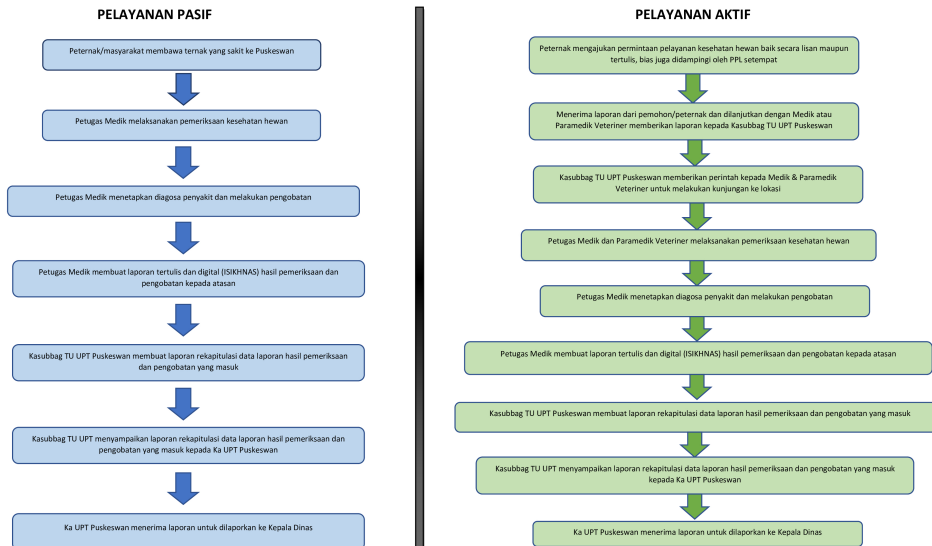 PELAYANAN PASIF
Peternak/masyarakat membawa ternak yang sakit ke Puskeswan
Petugas Medik melaksanakan pemeriksaan kesehatan hewan
Petugas Medik menetapkan diagosa penyakit dan melakukan pengobatan
Petugas Medik membuat laporan tertulis dan digital (ISIKHNAS) hasil pemeriksaan dan
pengobatan kepada atasan
Kasubbag TU UPT Puskeswan membuat laporan rekapitulasi data laporan hasil pemeriksaan
dan pengobatan yang masuk
Kasubbag TU UPT menyampaikan laporan rekapitulasi data laporan hasil pemeriksaan dan
pengobatan yang masuk kepada Ka UPT Puskeswan
Ka UPT Puskeswan menerima laporan untuk dilaporkan ke Kepala Dinas
PELAYANAN AKTIF
Peternak mengajukan permintaan pelayanan kesehatan hewan baik secara lisan maupun
tertulis, bias juga didampingi oleh PPL setempat
Menerima laporan dari pemohon/peternak dan dilanjutkan dengan Medik atau
Paramedik Veteriner memberikan laporan kepada Kasubbag TU UPT Puskeswan
Kasubbag TU UPT Puskeswan memberikan perintah kepada Medik & Paramedik
Veteriner untuk melakukan kunjungan ke lokasi
Petugas Medik dan Paramedik Veteriner melaksanakan pemeriksaan kesehatan hewan
Petugas Medik menetapkan diagosa penyakit dan melakukan pengobatan
Petugas Medik membuat laporan tertulis dan digital (ISIKHNAS) hasil pemeriksaan dan pengobatan kepada atasan
Kasubbag TU UPT Puskeswan membuat laporan rekapitulasi data laporan hasil pemeriksaan dan pengobatan yang masuk
Kasubbag TU UPT menyampaikan laporan rekapitulasi data laporan hasil pemeriksaan dan pengobatan yang masuk
kepada Ka UPT Puskeswan
Ka UPT Puskeswan menerima laporan untuk dilaporkan ke Kepala Dinas